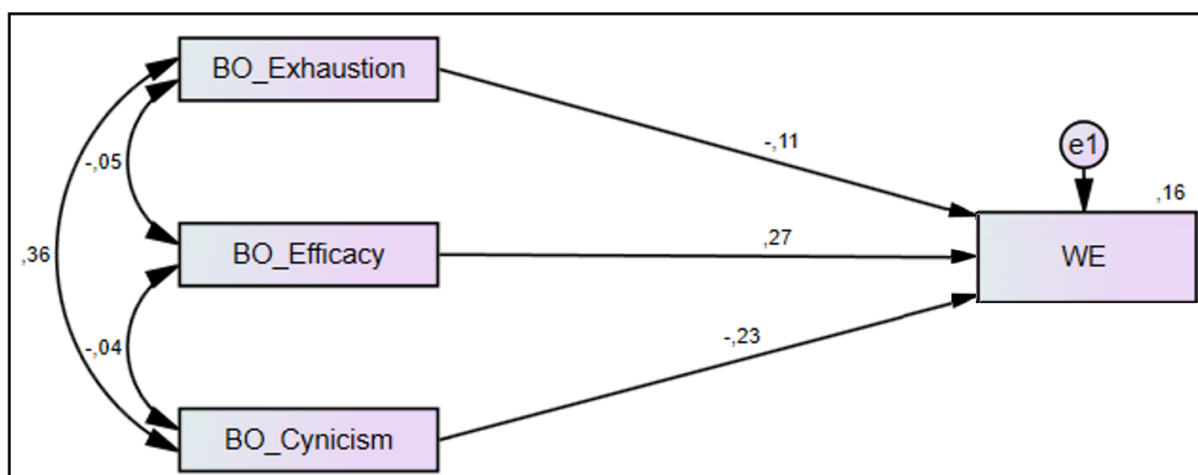 BO_Exhaustion
-,05
-,11
e1
,16
,36
BO_Efficacy
,27
WE
-,04
-,23
BO_Cynicism